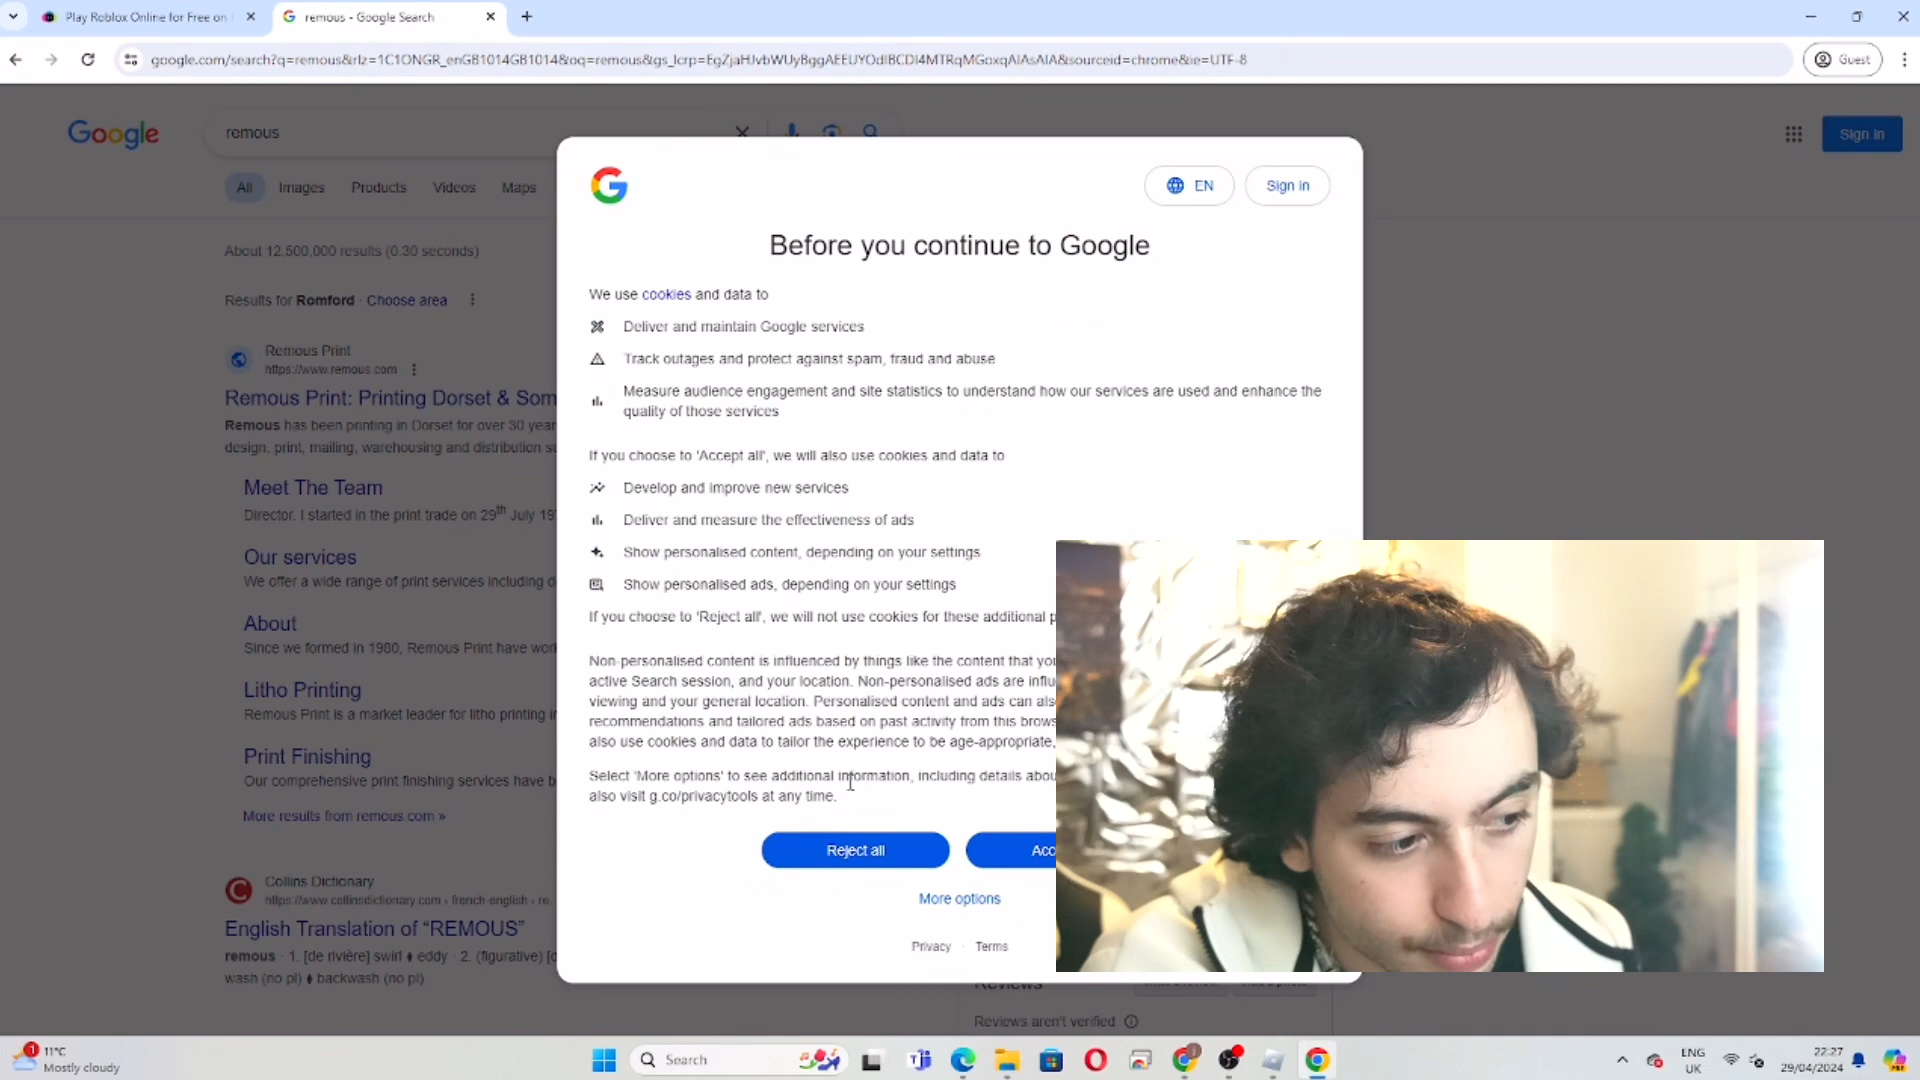 Play Roblox Online for Free on
remous - Google Search
google.com/search?q=remous&rlz=1C1ONGR_enGB1014GB1014&oq=remous&gs_lcrp=EgZjaHJvbWUyBggAEEUYOdIBCDI4MTRqMGoxqAIAsAIA&sourceid=chrome&ie=UTF-8
Guest
Google
remous
Sign in
All Images Products Videos Maps
About 12,500,000 results (0.30 seconds)
Results for Romford · Choose area
Remous Print
https://www.remous.com
Remous Print: Printing Dorset & Som
Remous has been printing in Dorset for over 30 year
design, print, mailing, warehousing and distribution
Meet The Team
Director. I started in the print trade on 29th July 19
Our services
We offer a wide range of print services including
About
Since we formed in 1980, Remous Print have
Litho Printing
Remous Print is a market leader for litho printing
Print Finishing
Our comprehensive print finishing services have
More results from remous.com »
Collins Dictionary
https://www.collinsdictionary.com › french-english › re
English Translation of “REMOUS”
remous · 1. [de rivière] swirl ♦ eddy · 2. (figurative)
wash (no pl) ♦ backwash (no pl)
EN
Sign in
Before you continue to Google
We use cookies and data to
Deliver and maintain Google services
Track outages and protect against spam, fraud and abuse
Measure audience engagement and site statistics to understand how our services are used and enhance the
quality of those services
If you choose to 'Accept all', we will also use cookies and data to
Develop and improve new services
Deliver and measure the effectiveness of ads
Show personalised content, depending on your settings
Show personalised ads, depending on your settings
If you choose to 'Reject all', we will not use cookies for these additional p
Non-personalised content is influenced by things like the content that you
active Search session, and your location. Non-personalised ads are influ
viewing and your general location. Personalised content and ads can als
recommendations and tailored ads based on past activity from this brows
also use cookies and data to tailor the experience to be age-appropriate,
Select 'More options' to see additional information, including details abou
also visit g.co/privacytools at any time.
Reject all
Acc
More options
Privacy · Terms
Reviews
Reviews aren't verified
1
11°C
Mostly cloudy
Search
ENG
UK
22:27
29/04/2024